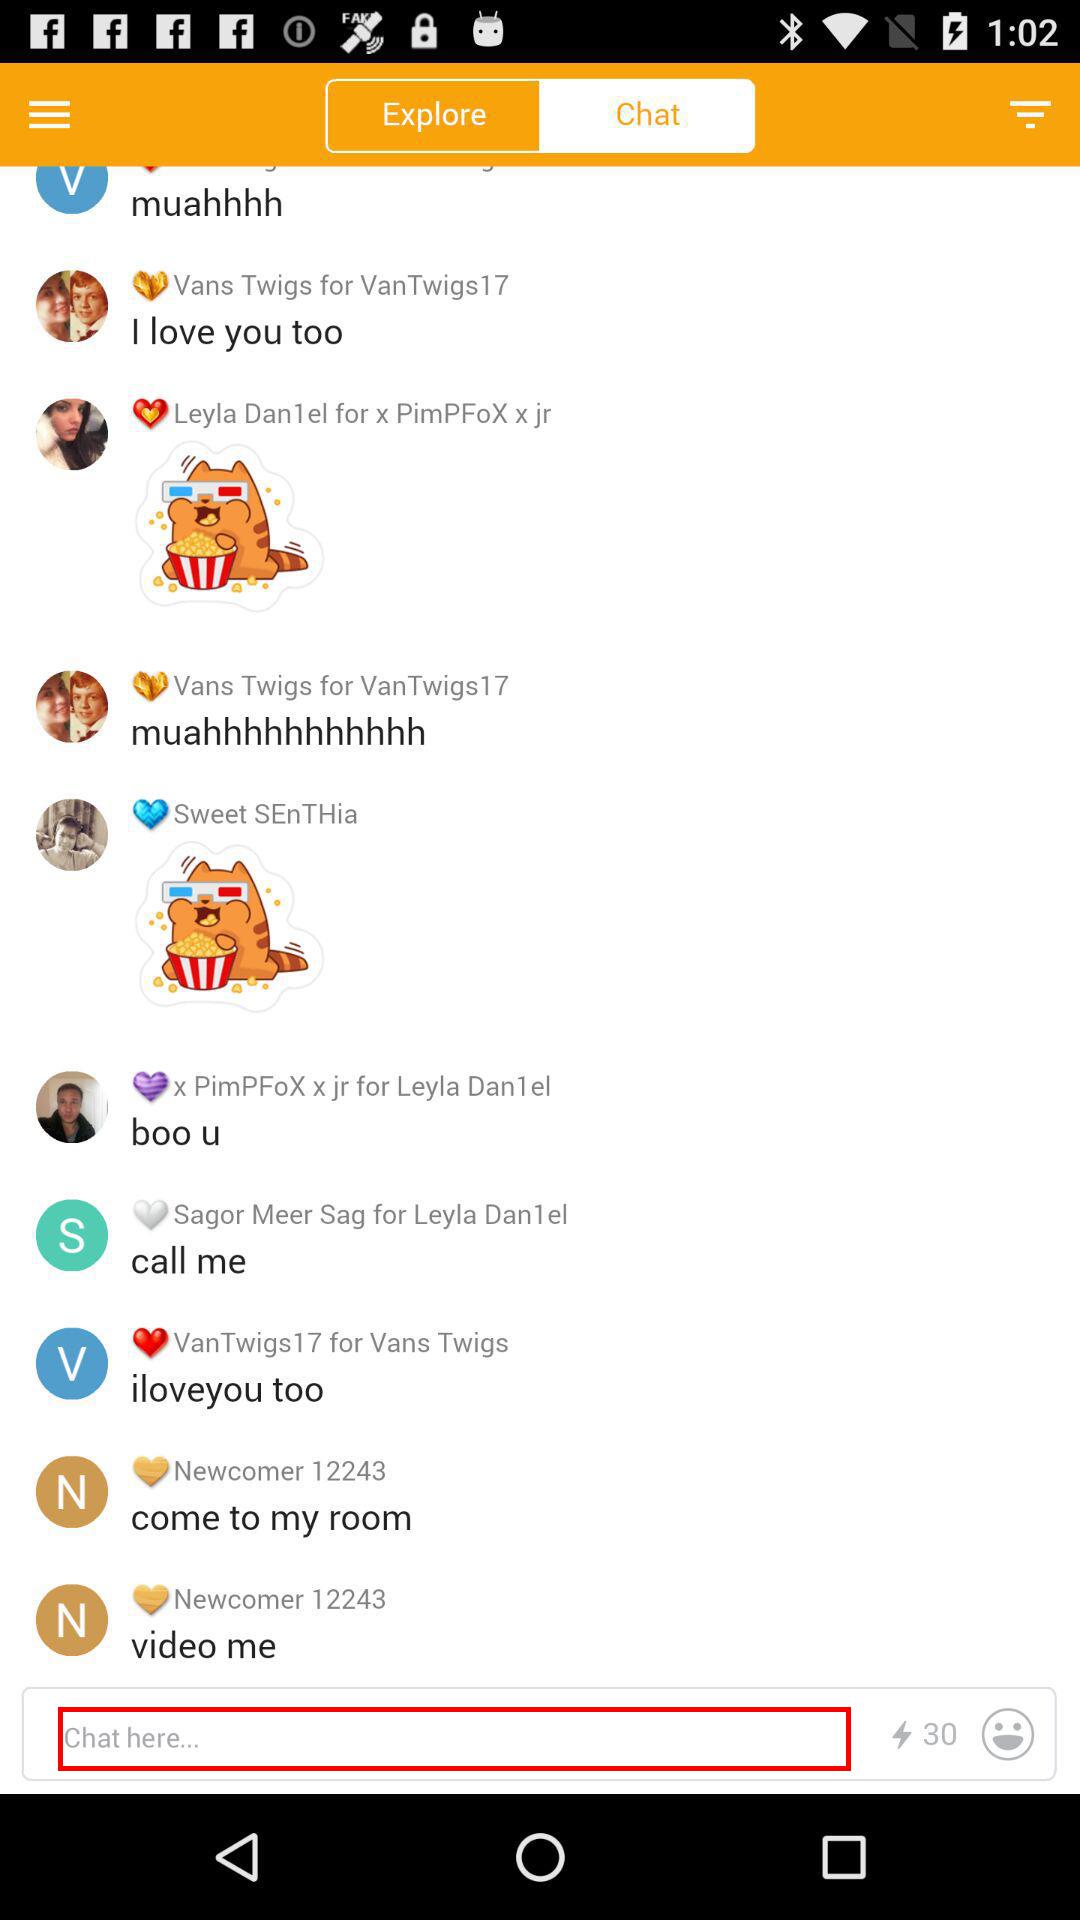 FAKE
1:02
Explore Chat
V
muahhhh
Vans Twigs for VanTwigs17
I love you too
Leyla Dan1el for x PimPFoX x jr
Vans Twigs for VanTwigs17
muahhhhhhhhhhh
Sweet SEnTHia
x PimPFoX x jr for Leyla Dan1el
boo u
S
Sagor Meer Sag for Leyla Dan1el
call me
V
VanTwigs17 for Vans Twigs
iloveyou too
N
Newcomer 12243
come to my room
N
Newcomer 12243
video me
Chat here...
30